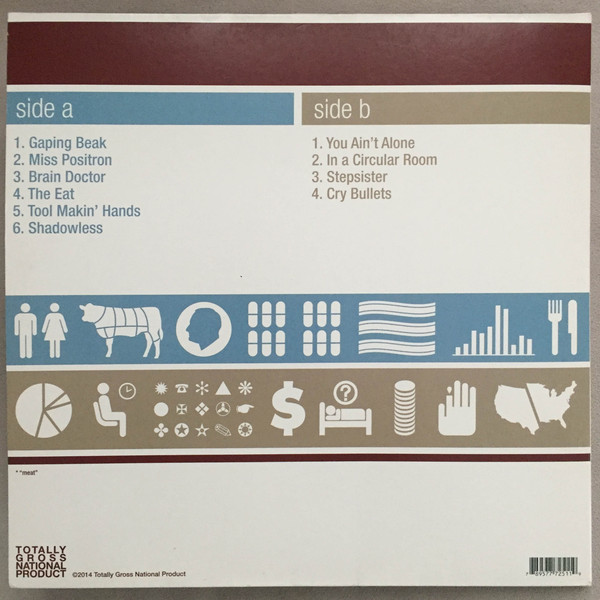 side a
1. Gaping Beak
2. Miss Positron
3. Brain Doctor
4. The Eat
5. Tool Makin' Hands
6. Shadowless
side b
1. You Ain't Alone
2. In a Circular Room
3. Stepsister
4. Cry Bullets
$
?
* "meat"
TOTALLY
GROSS
NATIONAL
PRODUCT
©2014 Totally Gross National Product